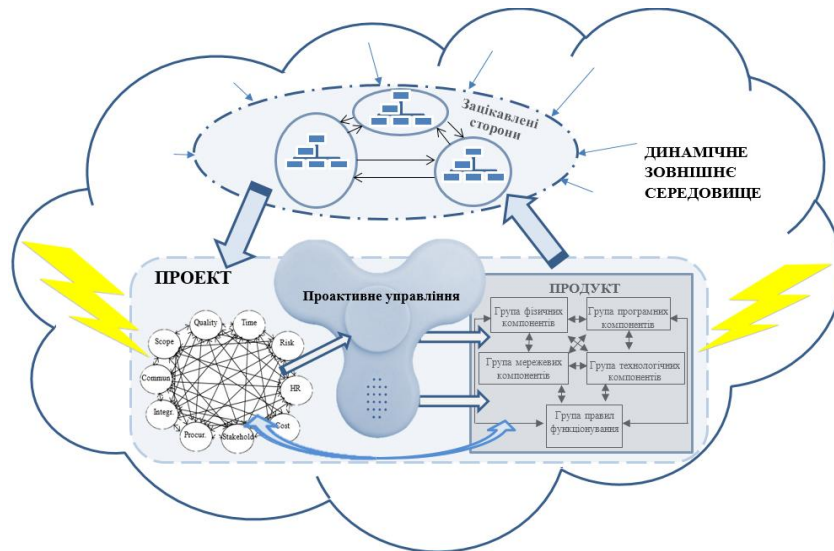 Зацікавлені
сторони
ДИНАМІЧНЕ
ЗОВНІШНЄ
СЕРЕДОВИЩЕ
ПРОЕКТ
Проактивне управління
ПРОДУКТ
Quality
Time
Scope
Risk
Commun.
HR
Integr.
Cost
Procur.
Stakehold
Група фізичних
компонентів
Група програмних
компонентів
Група мережевих
компонентів
Група технологічних
компонентів
Група правил
функціонування